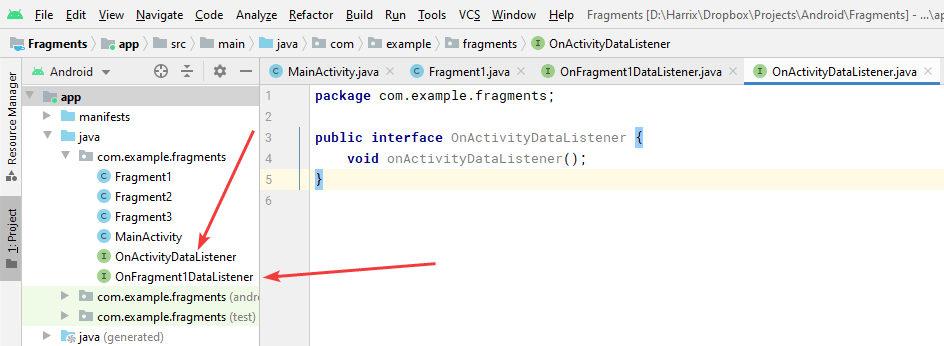 File Edit View Navigate Code Analyze Refactor Build Run Tools VCS Window Help Fragments [D:\Harrix\Dropbox\Projects\Android\Fragments] - ...\ap
Fragments app src main java com example fragments OnActivityDataListener
Android MainActivity.java Fragment1.java OnFragment1DataListener.java OnActivityDataListener.java
Resource Manager
1: Project
app
manifests
java
com.example.fragments
C Fragment1
C Fragment2
C Fragment3
C MainActivity
I OnActivityDataListener
I OnFragment1DataListener
com.example.fragments (andro
com.example.fragments (test)
java (generated)
1 package com.example.fragments;
2
3 public interface OnActivityDataListener {
4 void onActivityDataListener();
5 }
6